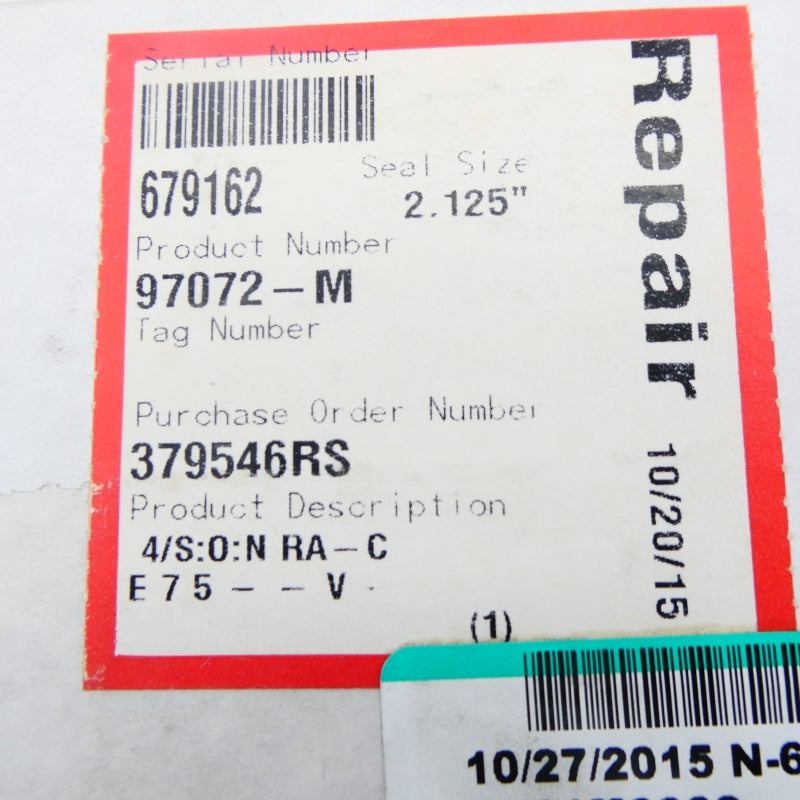 Serial Number
679162
Seal Size
2.125"
Product Number
97072-M
Tag Number
Purchase Order Number
379546RS
Product Description
4/S:O:N RA-C
E75--V-
(1)
Repair 10/20/15
10/27/2015 N-6